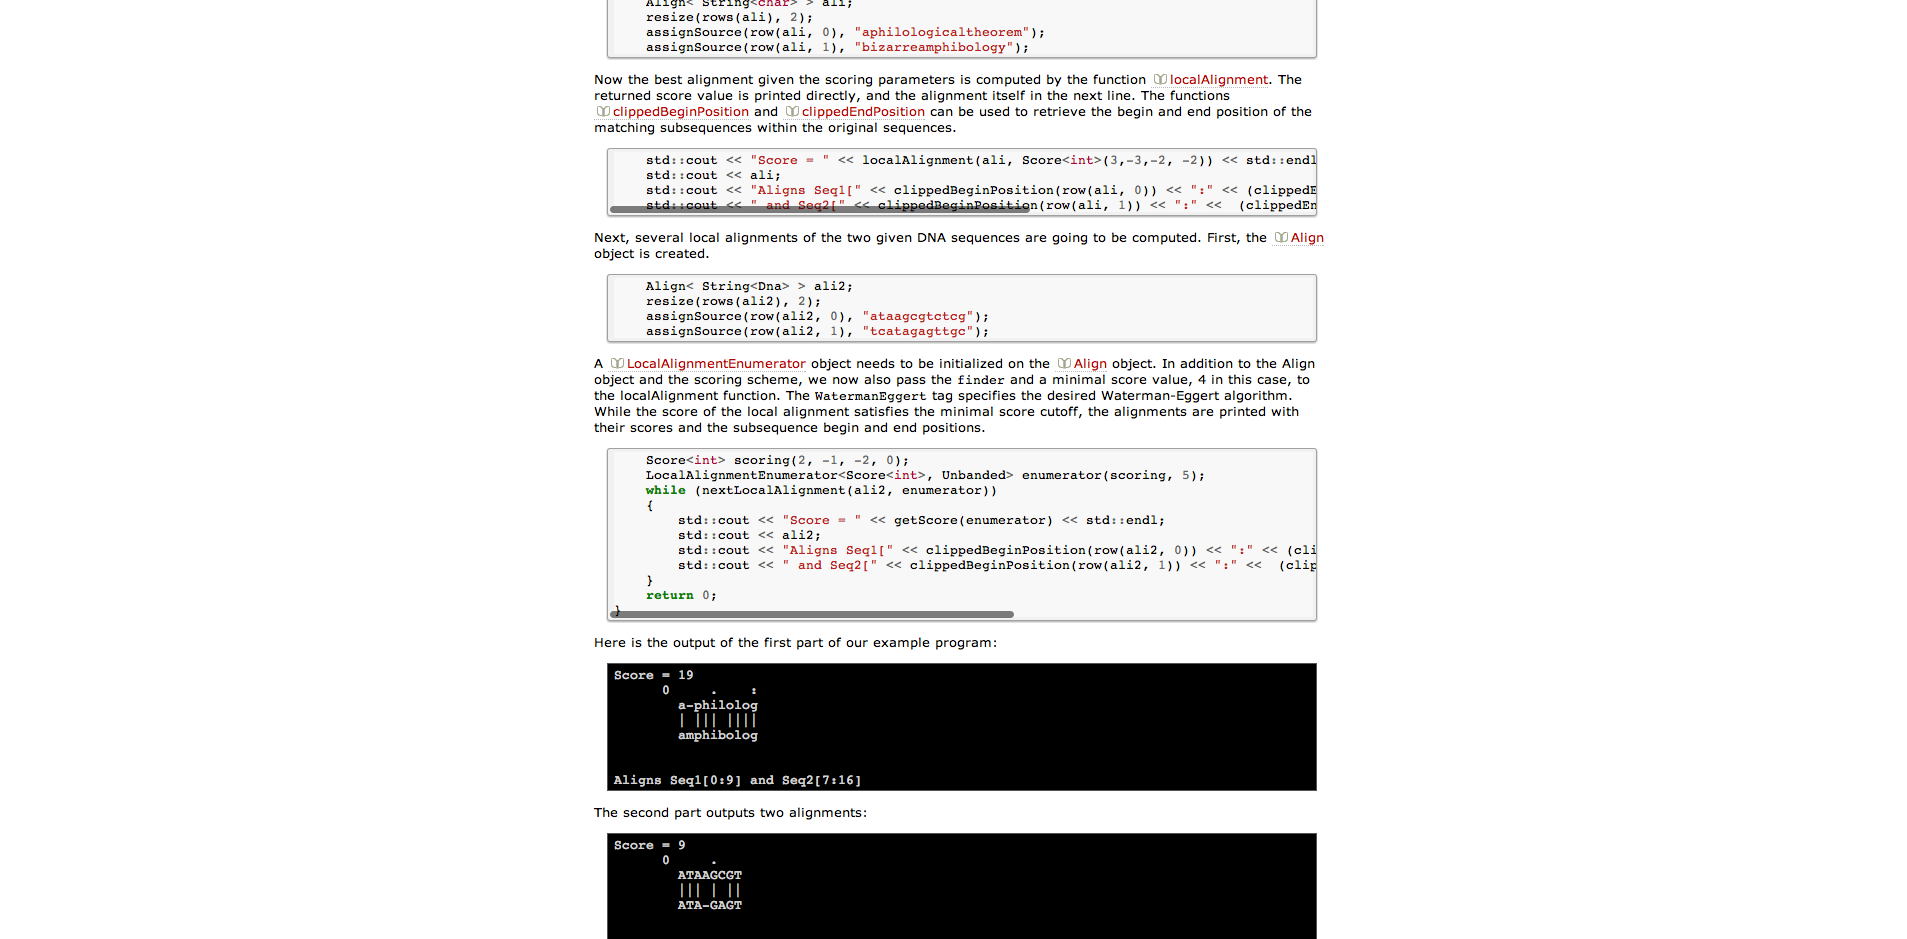 Align< String<char> > ali;
resize(rows(ali), 2);
assignSource(row(ali, 0), "aphilologicaltheorem");
assignSource(row(ali, 1), "bizarreamphibology");
Now the best alignment given the scoring parameters is computed by the function localAlignment. The
returned score value is printed directly, and the alignment itself in the next line. The functions
clippedBeginPosition and clippedEndPosition can be used to retrieve the begin and end position of the
matching subsequences within the original sequences.
std::cout << "Score = " << localAlignment(ali, Score<int>(3,-3,-2, -2)) << std::endl
std::cout << ali;
std::cout << "Aligns Seq1[" << clippedBeginPosition(row(ali, 0)) << ":" << (clippedE
std::cout << " and Seq2[" << clippedBeginPosition(row(ali, 1)) << ":" <<  (clippedEn
Next, several local alignments of the two given DNA sequences are going to be computed. First, the Align
object is created.
Align< String<Dna> > ali2;
resize(rows(ali2), 2);
assignSource(row(ali2, 0), "ataagcgtctcg");
assignSource(row(ali2, 1), "tcatagagttgc");
A LocalAlignmentEnumerator object needs to be initialized on the Align object. In addition to the Align
object and the scoring scheme, we now also pass the finder and a minimal score value, 4 in this case, to
the localAlignment function. The WatermanEggert tag specifies the desired Waterman-Eggert algorithm.
While the score of the local alignment satisfies the minimal score cutoff, the alignments are printed with
their scores and the subsequence begin and end positions.
Score<int> scoring(2, -1, -2, 0);
LocalAlignmentEnumerator<Score<int>, Unbanded> enumerator(scoring, 5);
while (nextLocalAlignment(ali2, enumerator))
{
std::cout << "Score = " << getScore(enumerator) << std::endl;
std::cout << ali2;
std::cout << "Aligns Seq1[" << clippedBeginPosition(row(ali2, 0)) << ":" << (cli
std::cout << " and Seq2[" << clippedBeginPosition(row(ali2, 1)) << ":" <<  (clip
}
return 0;
}
Here is the output of the first part of our example program:
Score = 19
0     .    :
a-philolog
| ||| ||||
amphibolog
Aligns Seq1[0:9] and Seq2[7:16]
The second part outputs two alignments:
Score = 9
0     .
ATAAGCGT
||| | ||
ATA-GAGT